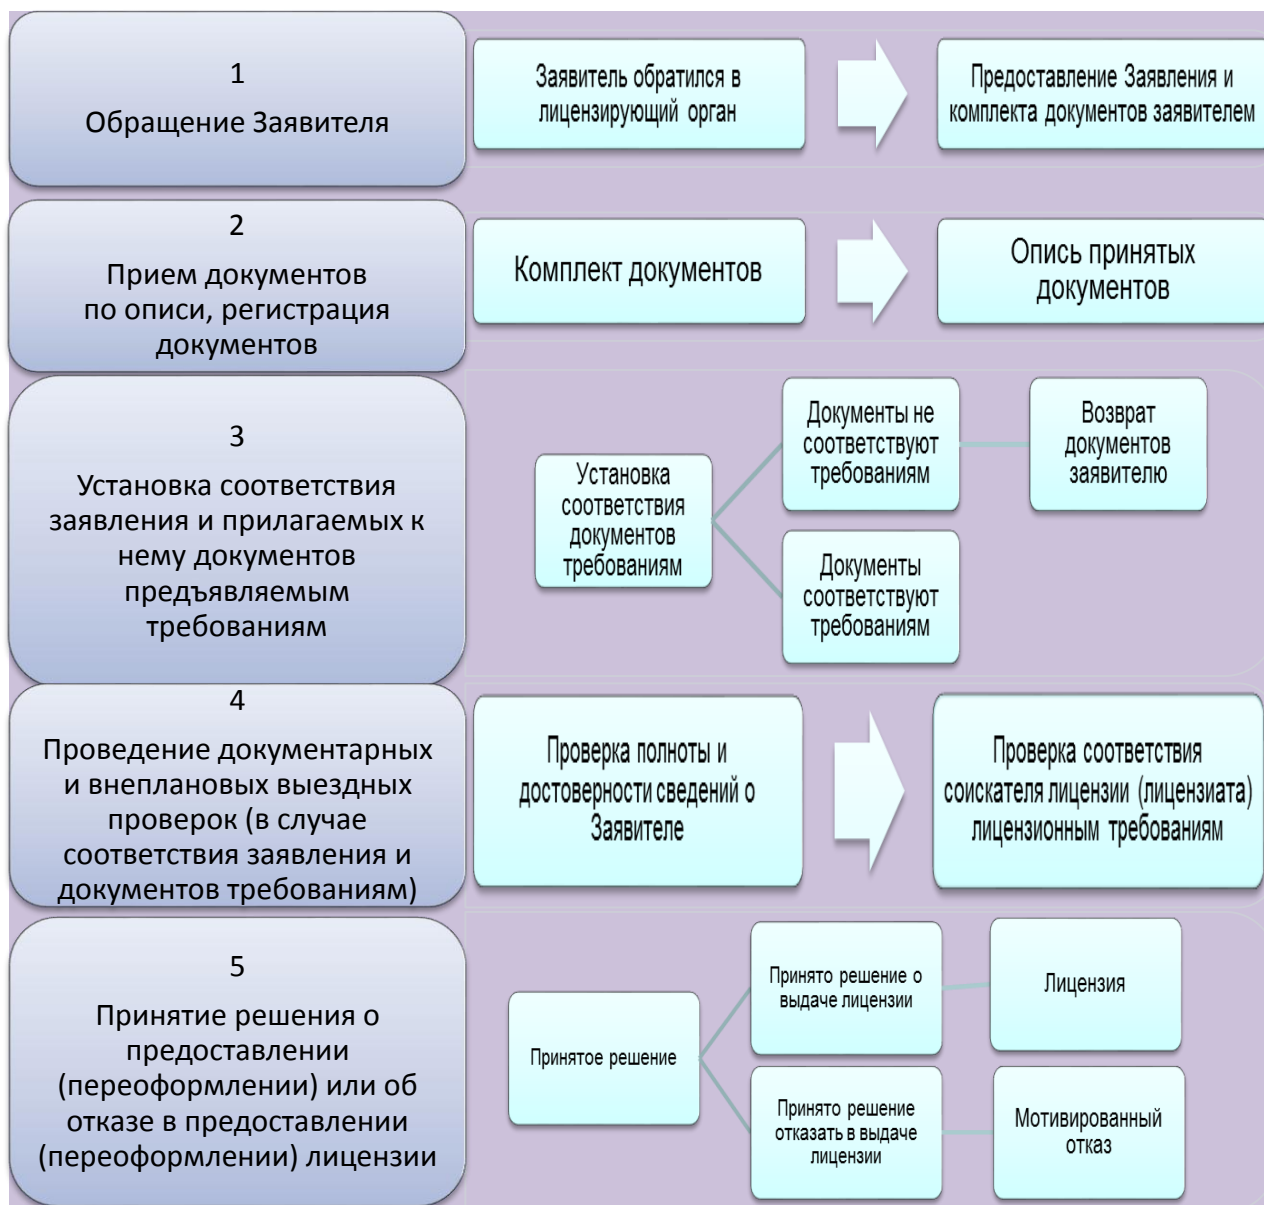 1
Обращение Заявителя
Заявитель обратился в
лицензирующий орган
Предоставление Заявления и
комплекта документов заявителем
2
Прием документов
по описи, регистрация
документов
Комплект документов
Опись принятых
документов
3
Установка соответствия
заявления и прилагаемых к
нему документов
предъявляемым
требованиям
Установка
соответствия
документов
требованиям
Документы не
соответствуют
требованиям
Возврат
документов
заявителю
Документы
соответствуют
требованиям
4
Проведение документарных
и внеплановых выездных
проверок (в случае
соответствия заявления и
документов требованиям)
Проверка полноты и
достоверности сведений о
Заявителе
Проверка соответствия
соискателя лицензии (лицензиата)
лицензионным требованиям
5
Принятие решения о
предоставлении
(переоформлении) или об
отказе в предоставлении
(переоформлении) лицензии
Принятое решение
Принято решение о
выдаче лицензии
Лицензия
Принято решение
отказать в выдаче
лицензии
Мотивированный
отказ